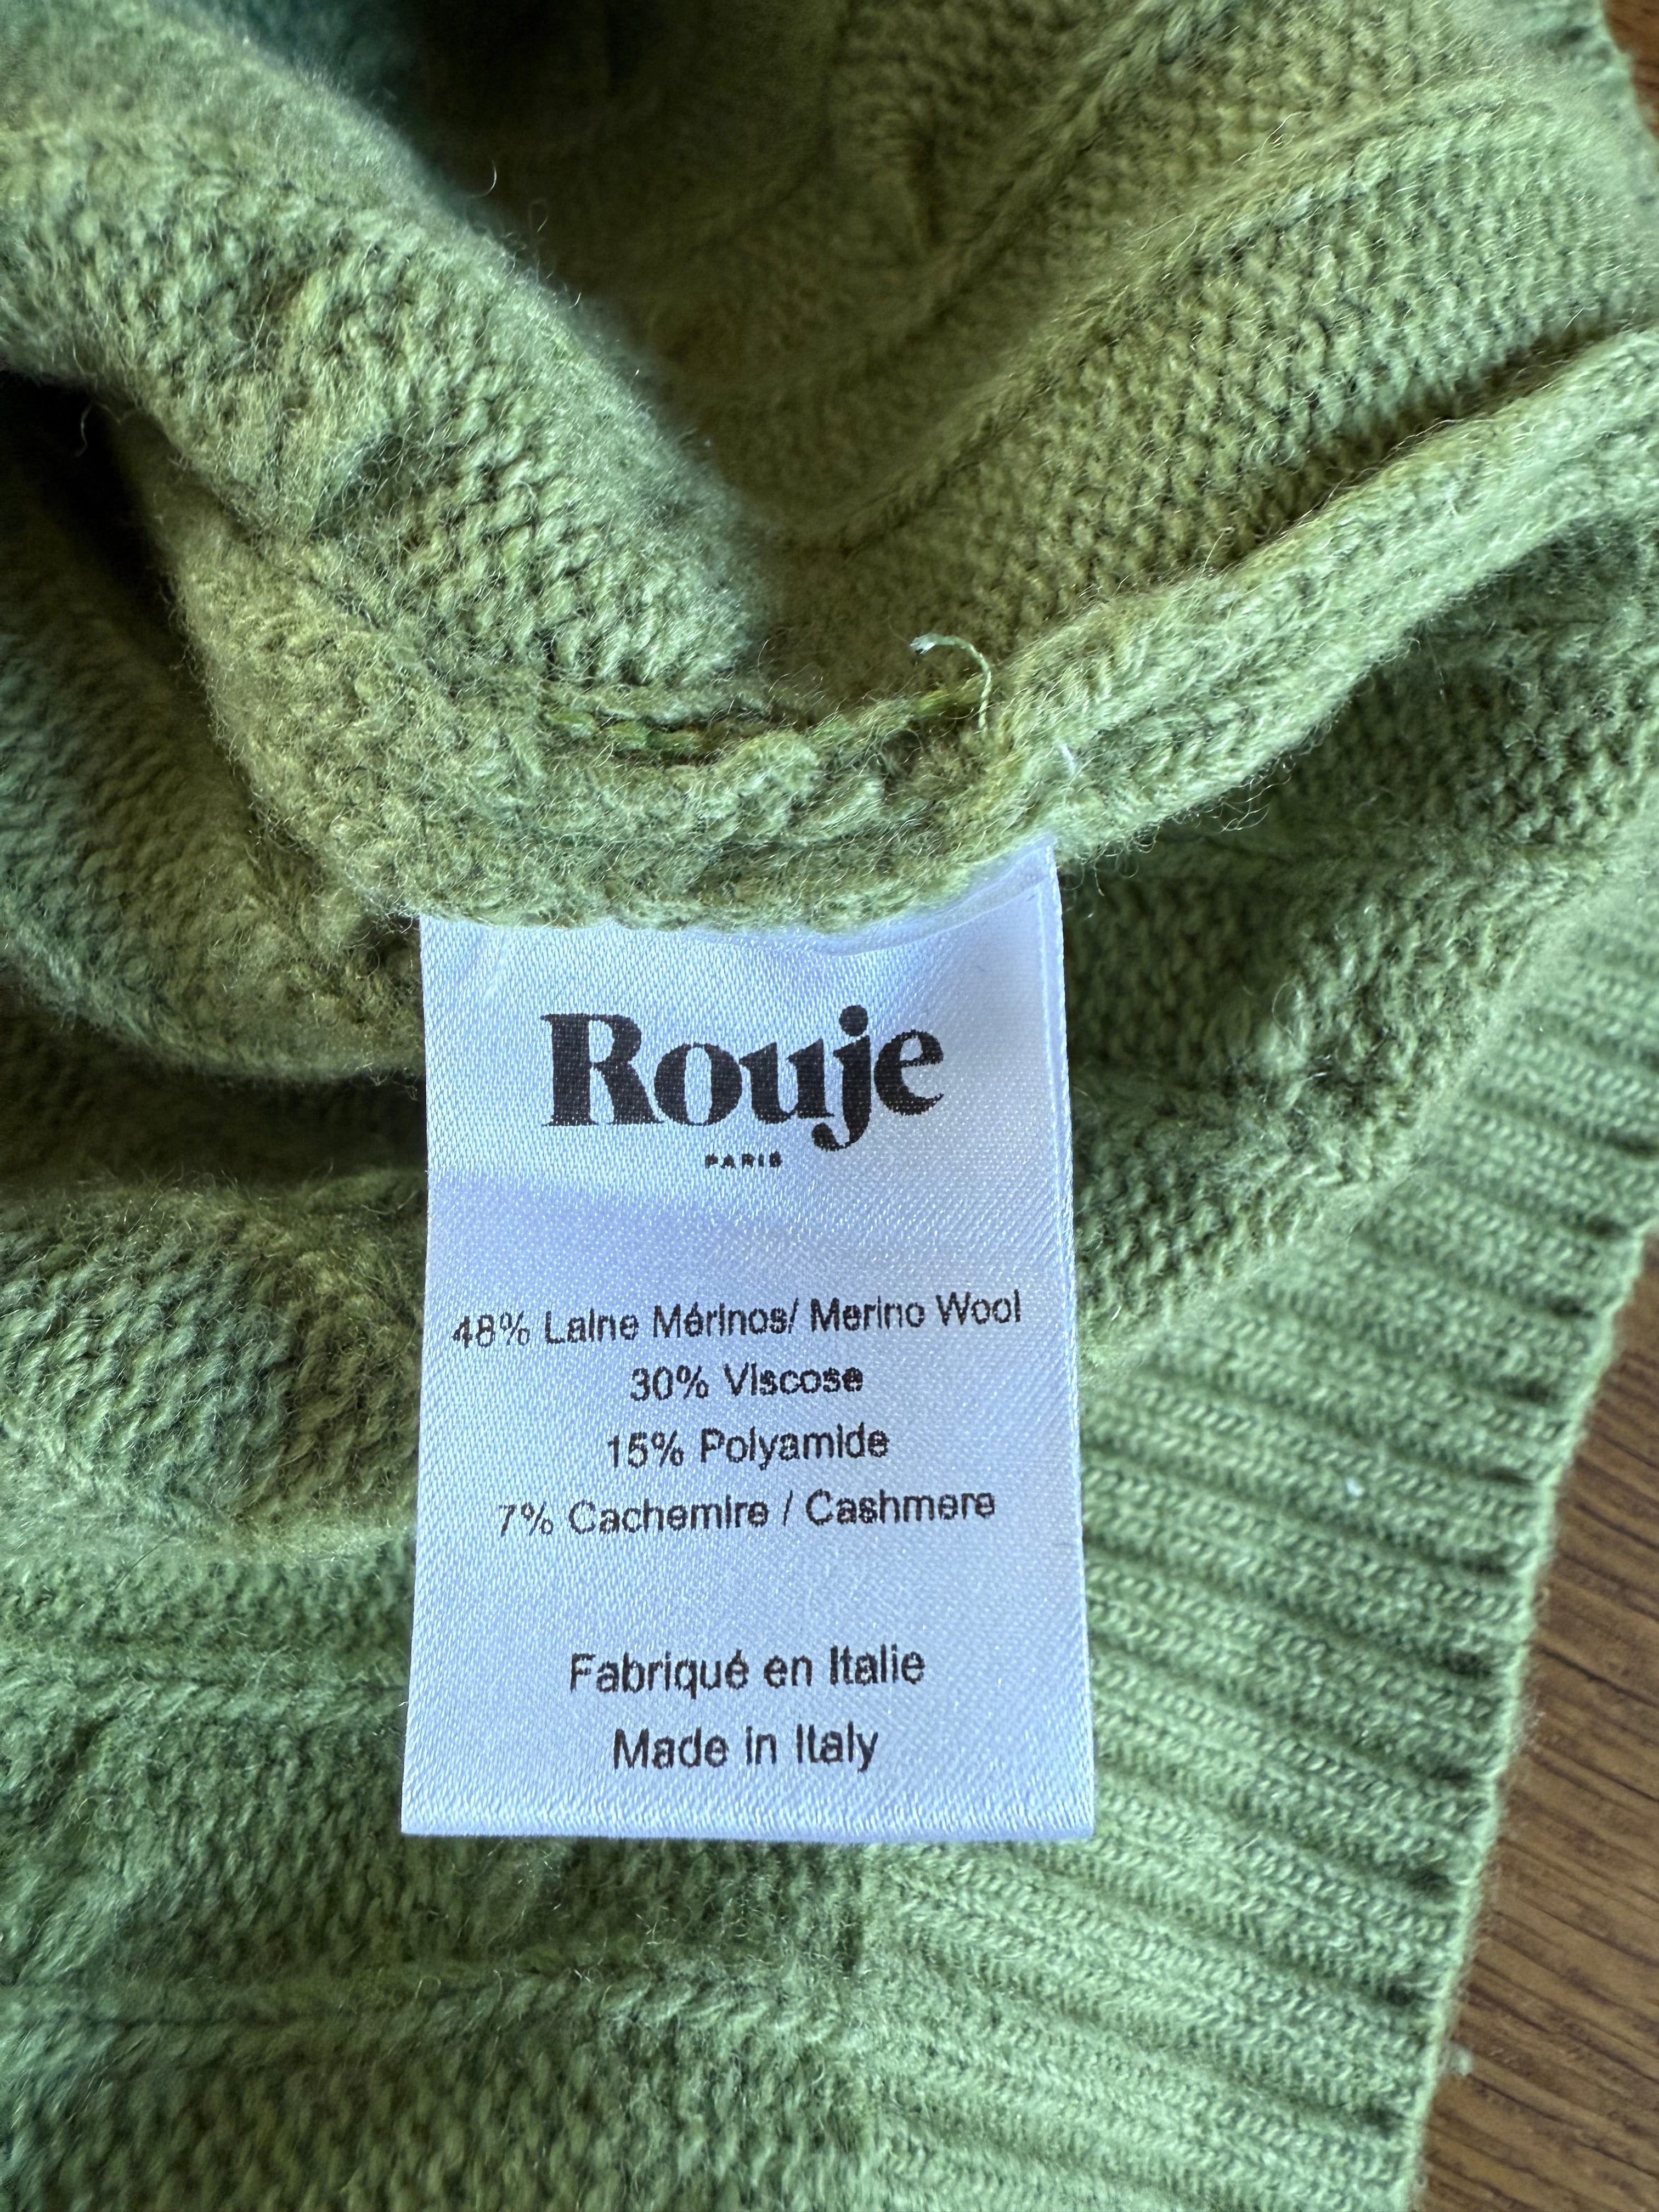 Rouje
PARIS
48% Laine Mérinos/ Merino Wool
30% Viscose
15% Polyamide
7% Cachemire / Cashmere
Fabriqué en Italie
Made in Italy